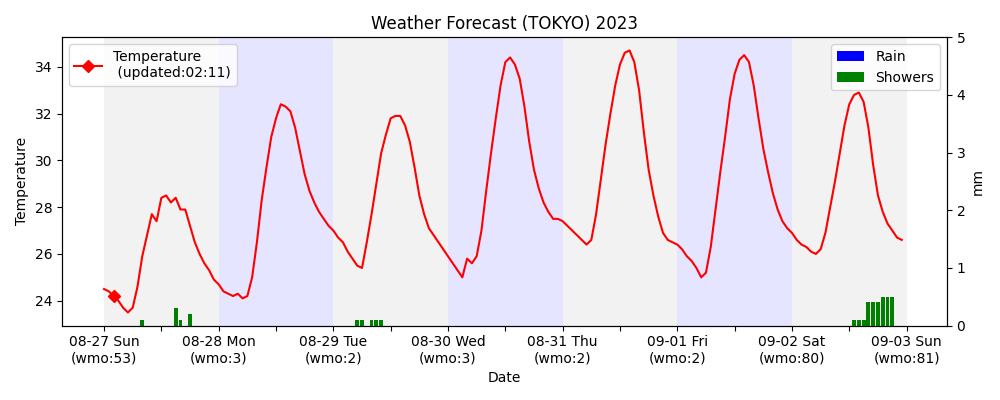 Weather Forecast (TOKYO) 2023
Temperature
(updated:02:11)
Rain
Showers
Temperature
34
32
30
28
26
24
5
4
3
2
1
0
mm
08-27 Sun
(wmo:53)
08-28 Mon
(wmo:3)
08-29 Tue
(wmo:2)
08-30 Wed
(wmo:3)
08-31 Thu
(wmo:2)
09-01 Fri
(wmo:2)
09-02 Sat
(wmo:80)
09-03 Sun
(wmo:81)
Date